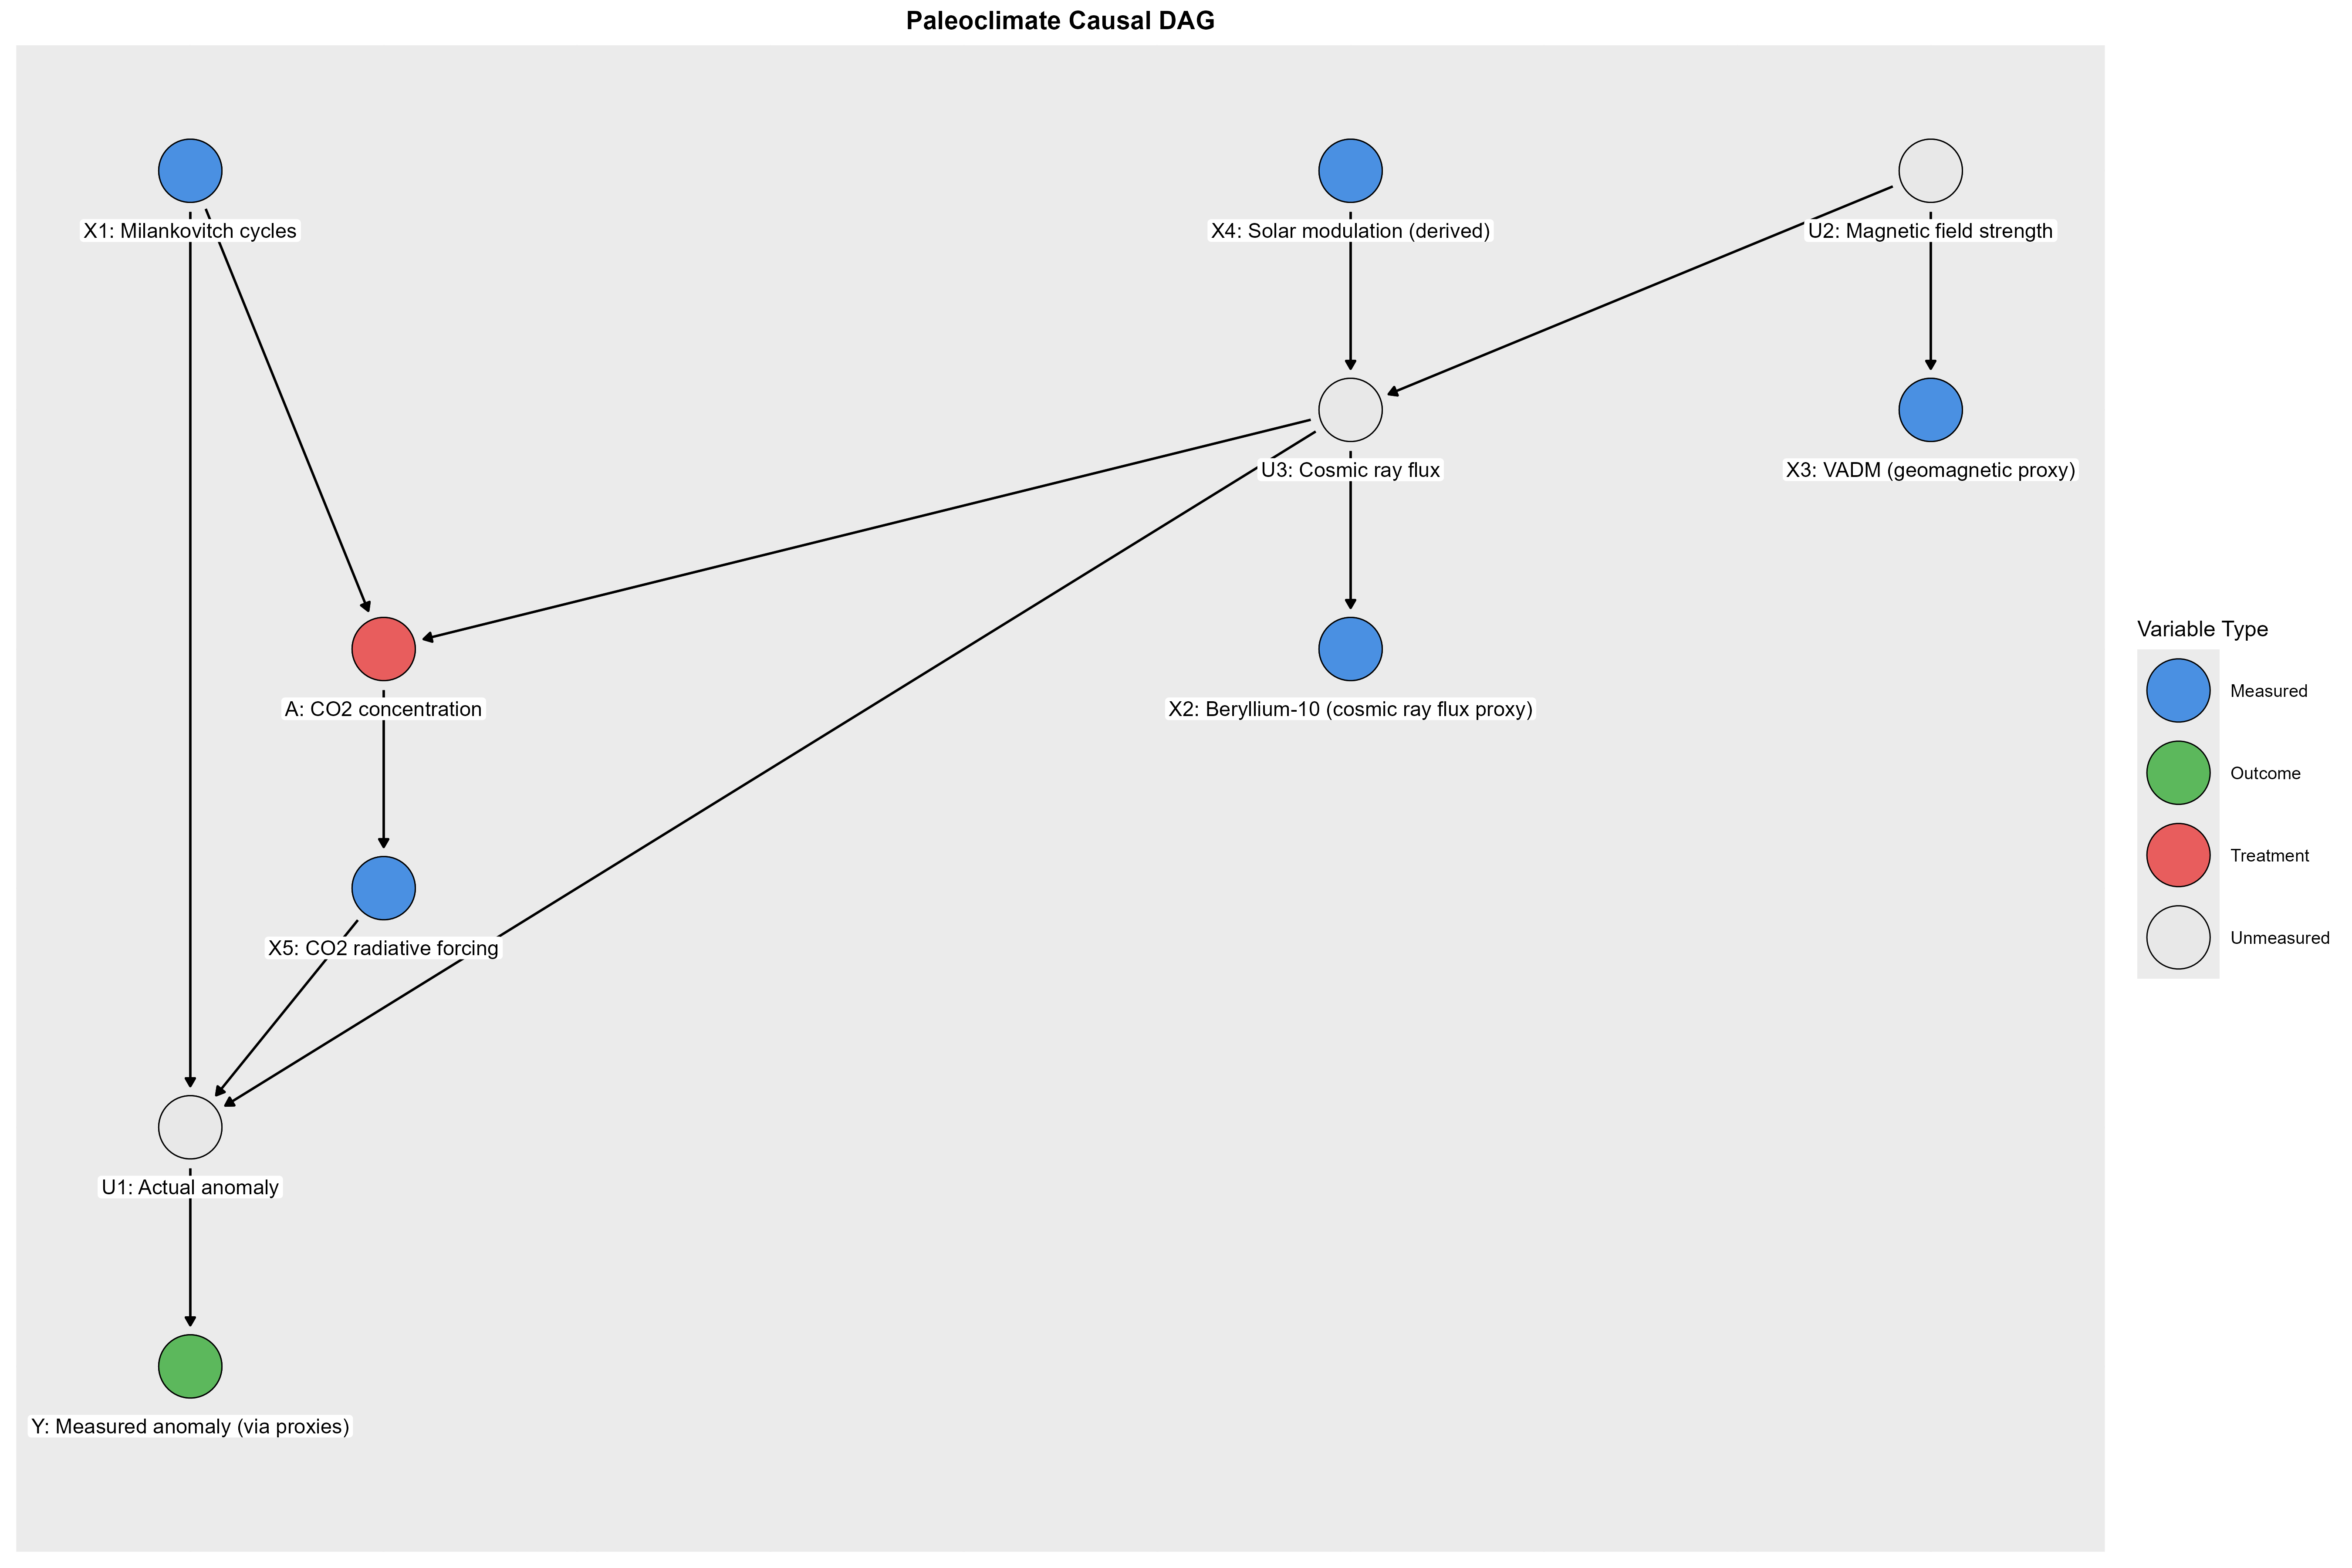 Paleoclimate Causal DAG
X1: Milankovitch cycles
X4: Solar modulation (derived)
U2: Magnetic field strength
U3: Cosmic ray flux
X3: VADM (geomagnetic proxy)
A: CO2 concentration
X2: Beryllium-10 (cosmic ray flux proxy)
X5: CO2 radiative forcing
U1: Actual anomaly
Y: Measured anomaly (via proxies)
Variable Type
Measured
Outcome
Treatment
Unmeasured